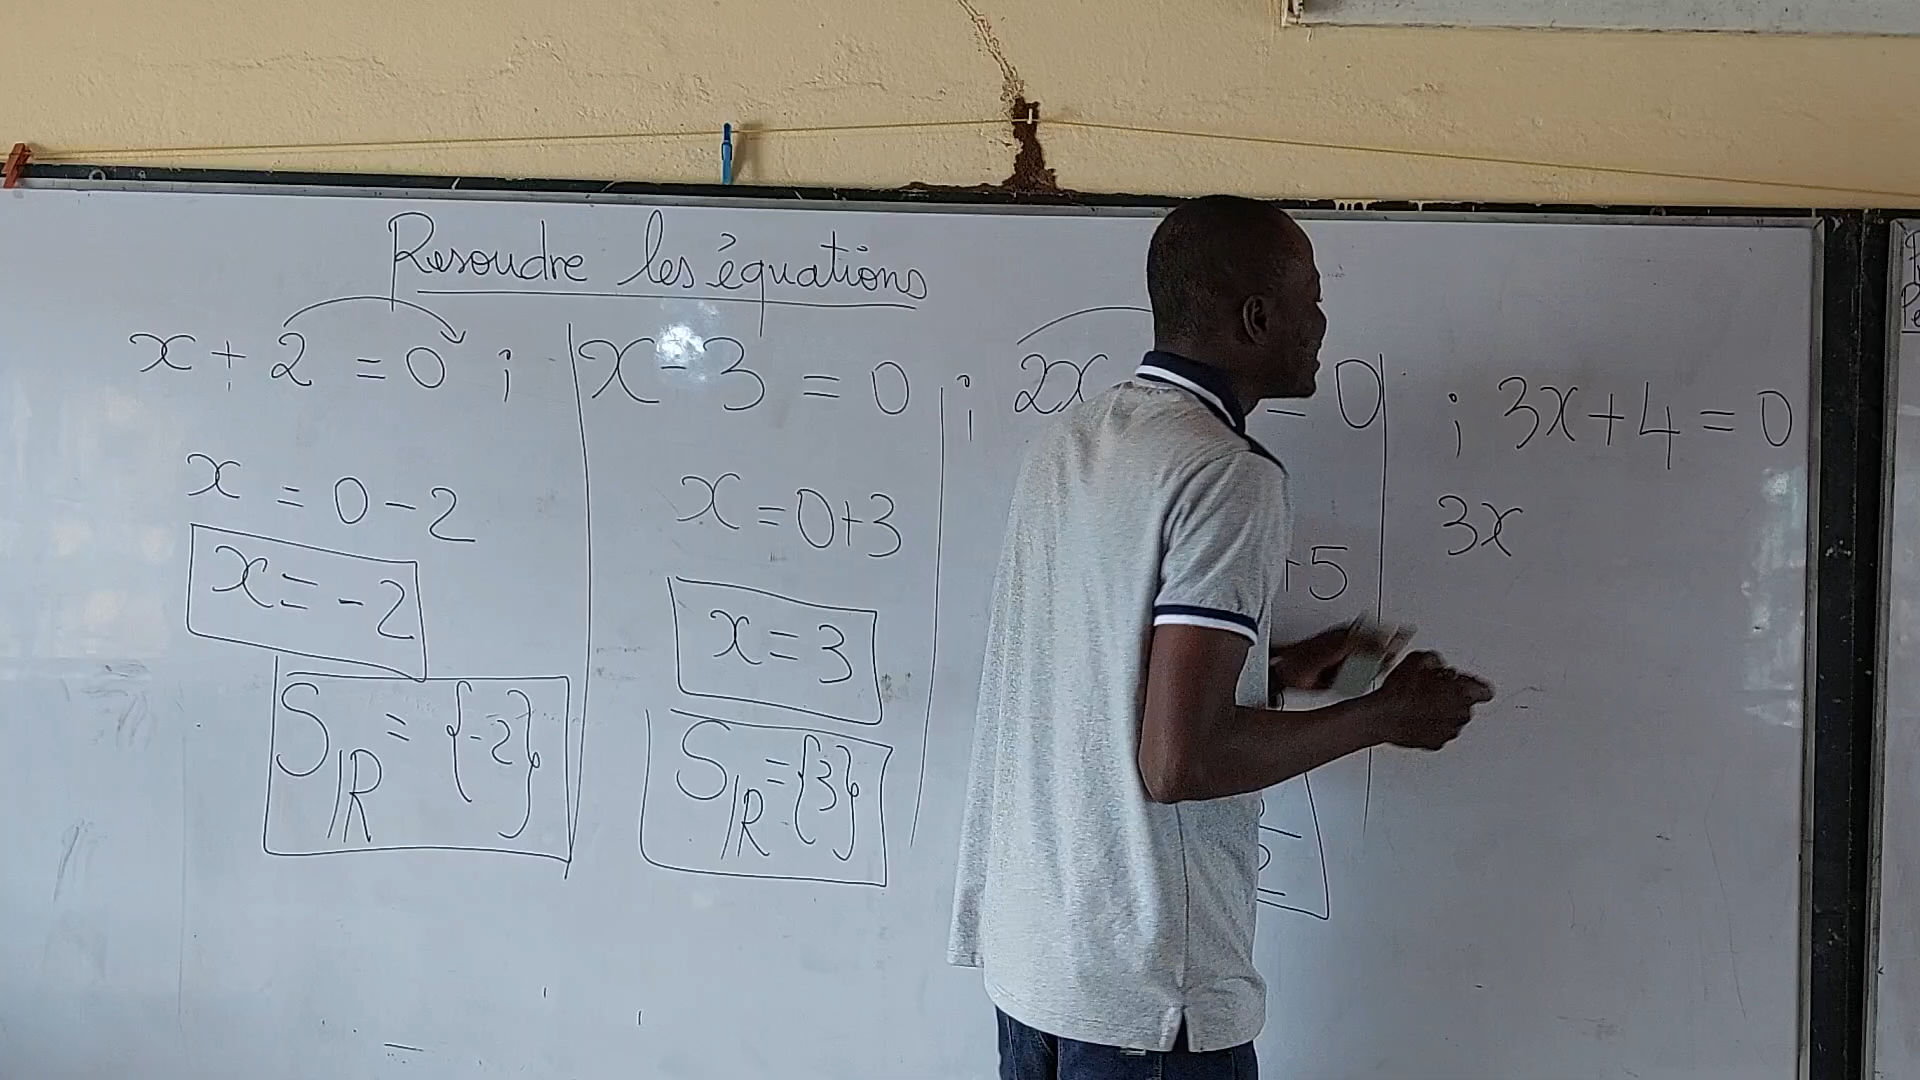 Resoudre les équations
x + 2 = 0 ;
x = 0 - 2
x = -2
S_IR = {-2}
x - 3 = 0 ;
x = 0+3
x = 3
S_IR = {3}
2x = 0
+5
2
; 3x + 4 = 0
3x